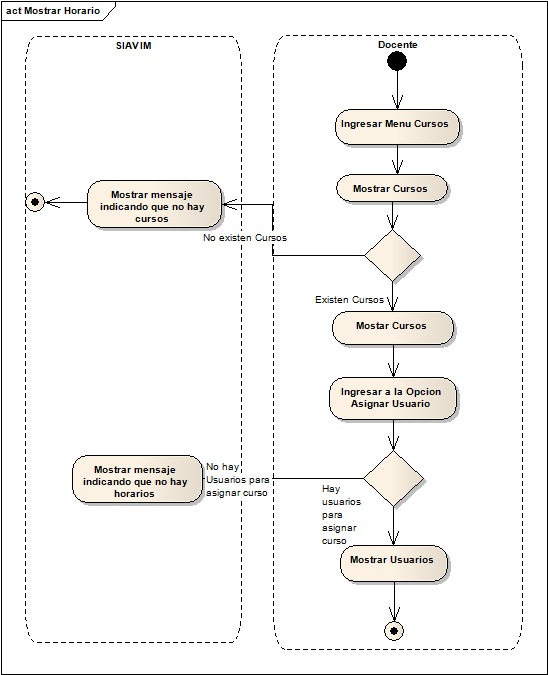 act Mostrar Horario
SIAVIM
Docente
Ingresar Menu Cursos
Mostrar Cursos
Mostrar mensaje
indicando que no hay
cursos
No existen Cursos
Existen Cursos
Mostar Cursos
Ingresar a la Opcion
Asignar Usuario
Mostrar mensaje
indicando que no hay
horarios
No hay
Usuarios para
asignar curso
Hay
usuarios
para
asignar
curso
Mostrar Usuarios